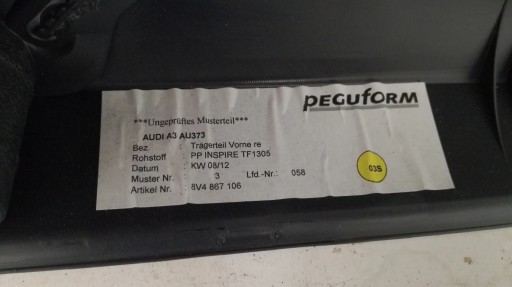 PEGUFORM
***Ungeprüftes Musterteil***
AUDI A3 AU373
Bez. : Trägerteil Vorne re
Rohstoff : PP INSPIRE TF1305
Datum : KW 08/12
Muster Nr. : 3 Lfd.-Nr.: 058
Artikel Nr. : 8V4 867 106
03S